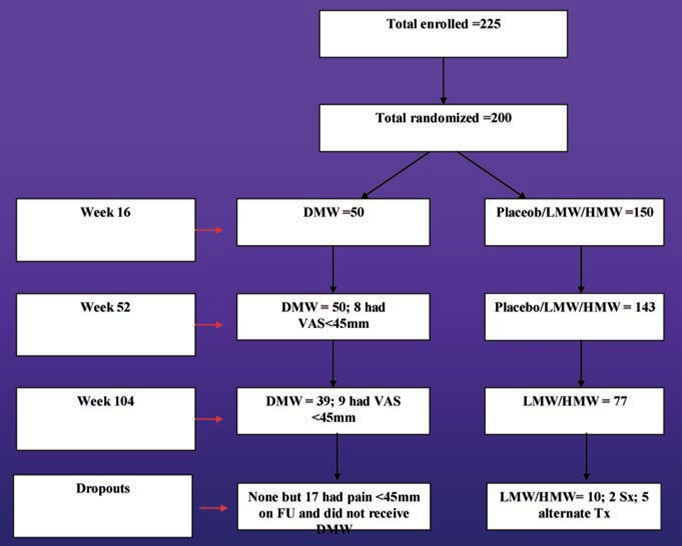 Total enrolled =225
Total randomized =200
Week 16
DMW =50
Placeob/LMW/HMW =150
Week 52
DMW = 50; 8 had
VAS<45mm
Placebo/LMW/HMW = 143
Week 104
DMW = 39; 9 had VAS
<45mm
LMW/HMW = 77
Dropouts
None but 17 had pain <45mm
on FU and did not receive
DMW
LMW/HMW= 10; 2 Sx; 5
alternate Tx